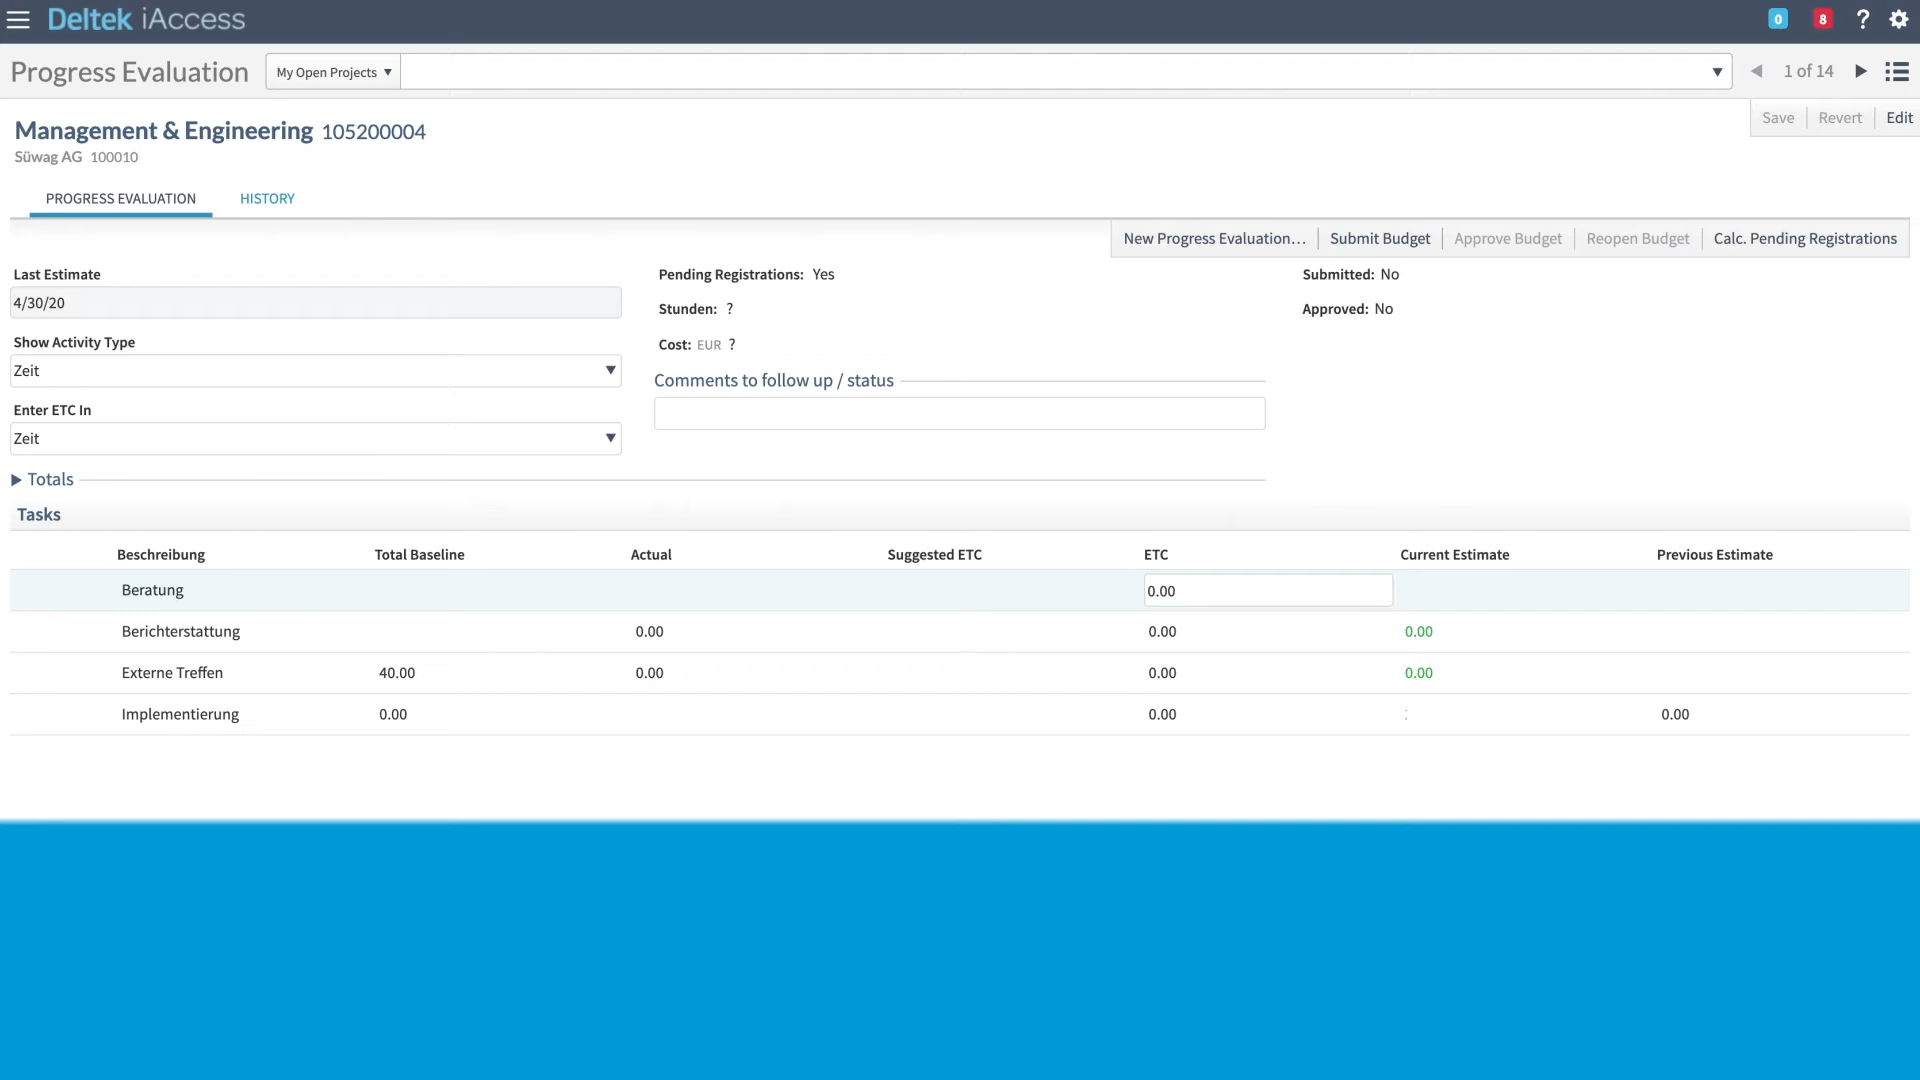 Deltek iAccess 0 8 ?
Progress Evaluation My Open Projects 1 of 14
Management & Engineering 105200004 Save Revert Edit
Süwag AG 100010
PROGRESS EVALUATION HISTORY
New Progress Evaluation… Submit Budget Approve Budget Reopen Budget Calc. Pending Registrations
Last Estimate Pending Registrations: Yes Submitted: No
4/30/20 Stunden: ? Approved: No
Show Activity Type Cost: EUR ?
Zeit Comments to follow up / status
Enter ETC In
Zeit
Totals
Tasks
Beschreibung Total Baseline Actual Suggested ETC ETC Current Estimate Previous Estimate
Beratung 0.00
Berichterstattung 0.00 0.00 0.00
Externe Treffen 40.00 0.00 0.00 0.00
Implementierung 0.00 0.00 0.00